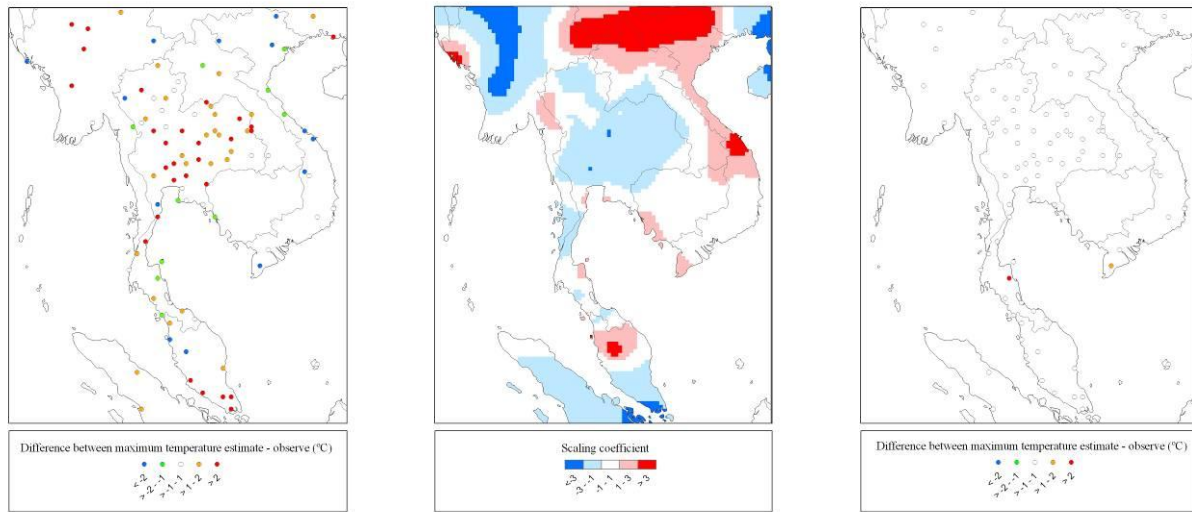 Difference between maximum temperature estimate - observe (°C)
< -2
> -2 - -1
> -1 - 1
> 1 - 2
> 2
Scaling coefficient
<-3
-3 - -1
-1 - 1
1 - 3
>3
Difference between maximum temperature estimate - observe (°C)
< -2
> -2 - -1
> -1 - 1
> 1 - 2
> 2